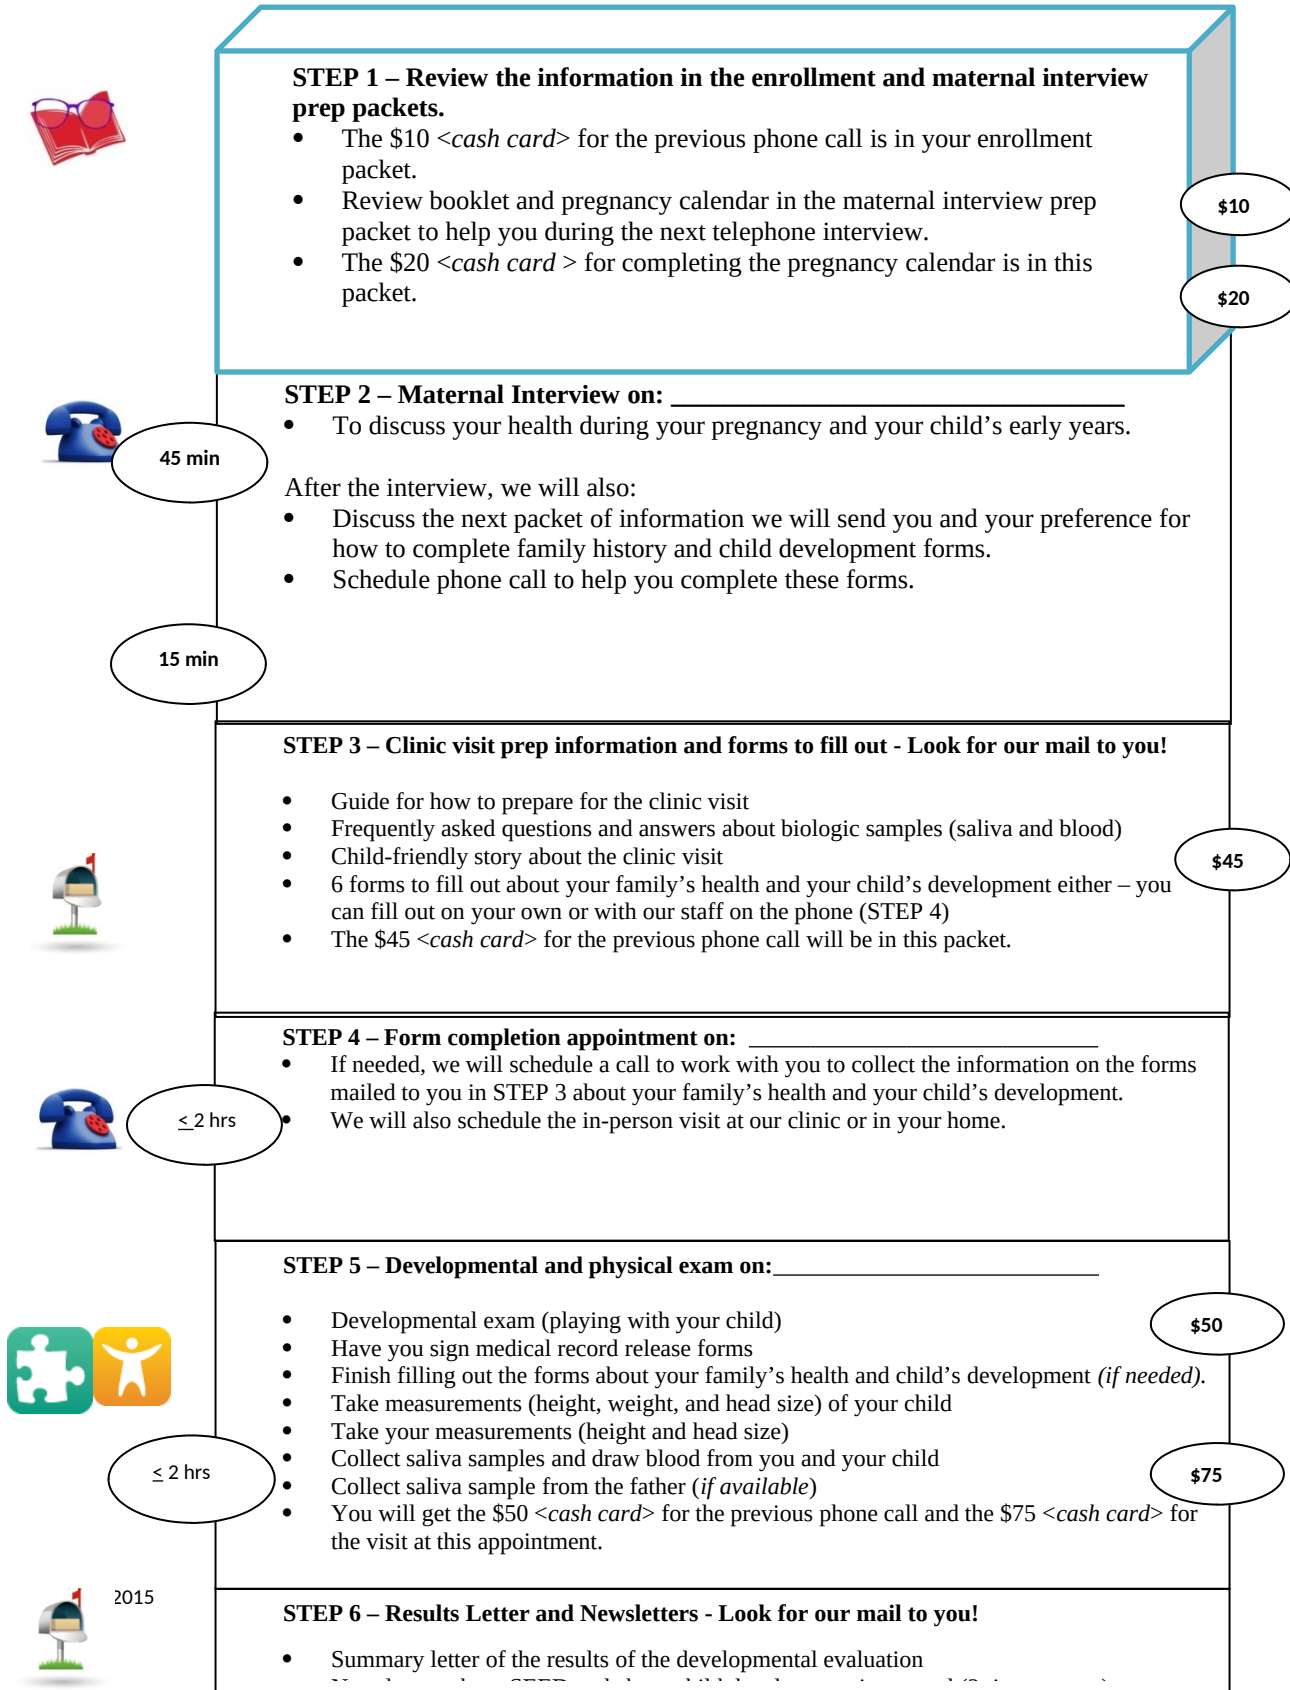 STEP 1 – Review the information in the enrollment and maternal interview
prep packets.
• The $10 <cash card> for the previous phone call is in your enrollment
packet.
• Review booklet and pregnancy calendar in the maternal interview prep
packet to help you during the next telephone interview.
• The $20 <cash card > for completing the pregnancy calendar is in this
packet.
$10
$20
STEP 2 – Maternal Interview on: ___________________________________
• To discuss your health during your pregnancy and your child’s early years.
45 min
After the interview, we will also:
• Discuss the next packet of information we will send you and your preference for
how to complete family history and child development forms.
• Schedule phone call to help you complete these forms.
15 min
STEP 3 – Clinic visit prep information and forms to fill out - Look for our mail to you!
• Guide for how to prepare for the clinic visit
• Frequently asked questions and answers about biologic samples (saliva and blood)
• Child-friendly story about the clinic visit
• 6 forms to fill out about your family’s health and your child’s development either – you
can fill out on your own or with our staff on the phone (STEP 4)
• The $45 <cash card> for the previous phone call will be in this packet.
$45
STEP 4 – Form completion appointment on: _____________________________
• If needed, we will schedule a call to work with you to collect the information on the forms
mailed to you in STEP 3 about your family’s health and your child’s development.
• We will also schedule the in-person visit at our clinic or in your home.
< 2 hrs
STEP 5 – Developmental and physical exam on:___________________________
• Developmental exam (playing with your child)
• Have you sign medical record release forms
• Finish filling out the forms about your family’s health and child’s development (if needed).
• Take measurements (height, weight, and head size) of your child
• Take your measurements (height and head size)
• Collect saliva samples and draw blood from you and your child
• Collect saliva sample from the father (if available)
• You will get the $50 <cash card> for the previous phone call and the $75 <cash card> for
the visit at this appointment.
$50
$75
< 2 hrs
2015
STEP 6 – Results Letter and Newsletters - Look for our mail to you!
• Summary letter of the results of the developmental evaluation